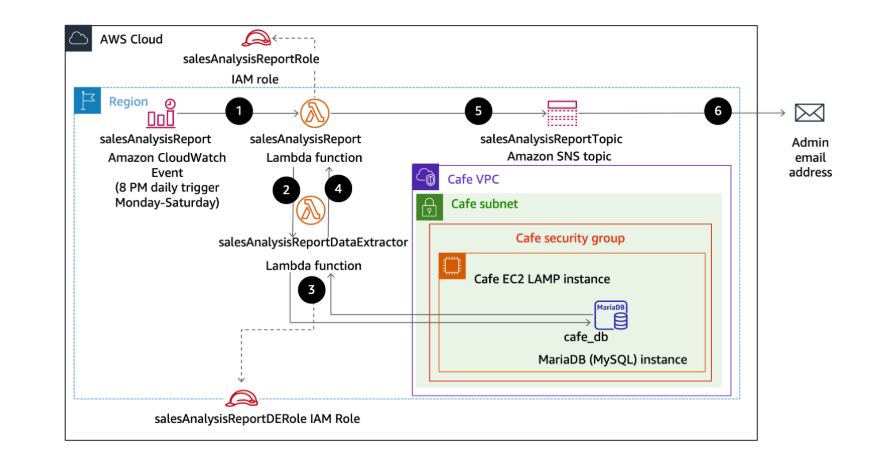 AWS Cloud
salesAnalysisReportRole
IAM role
Region
1
5
6
salesAnalysisReport
Amazon CloudWatch
Event
(8 PM daily trigger
Monday-Saturday)
salesAnalysisReport
Lambda function
salesAnalysisReportTopic
Amazon SNS topic
Admin
email
address
2
4
salesAnalysisReportDataExtractor
Lambda function
3
Cafe VPC
Cafe subnet
Cafe security group
Cafe EC2 LAMP instance
MariaDB
cafe_db
MariaDB (MySQL) instance
salesAnalysisReportDERole IAM Role